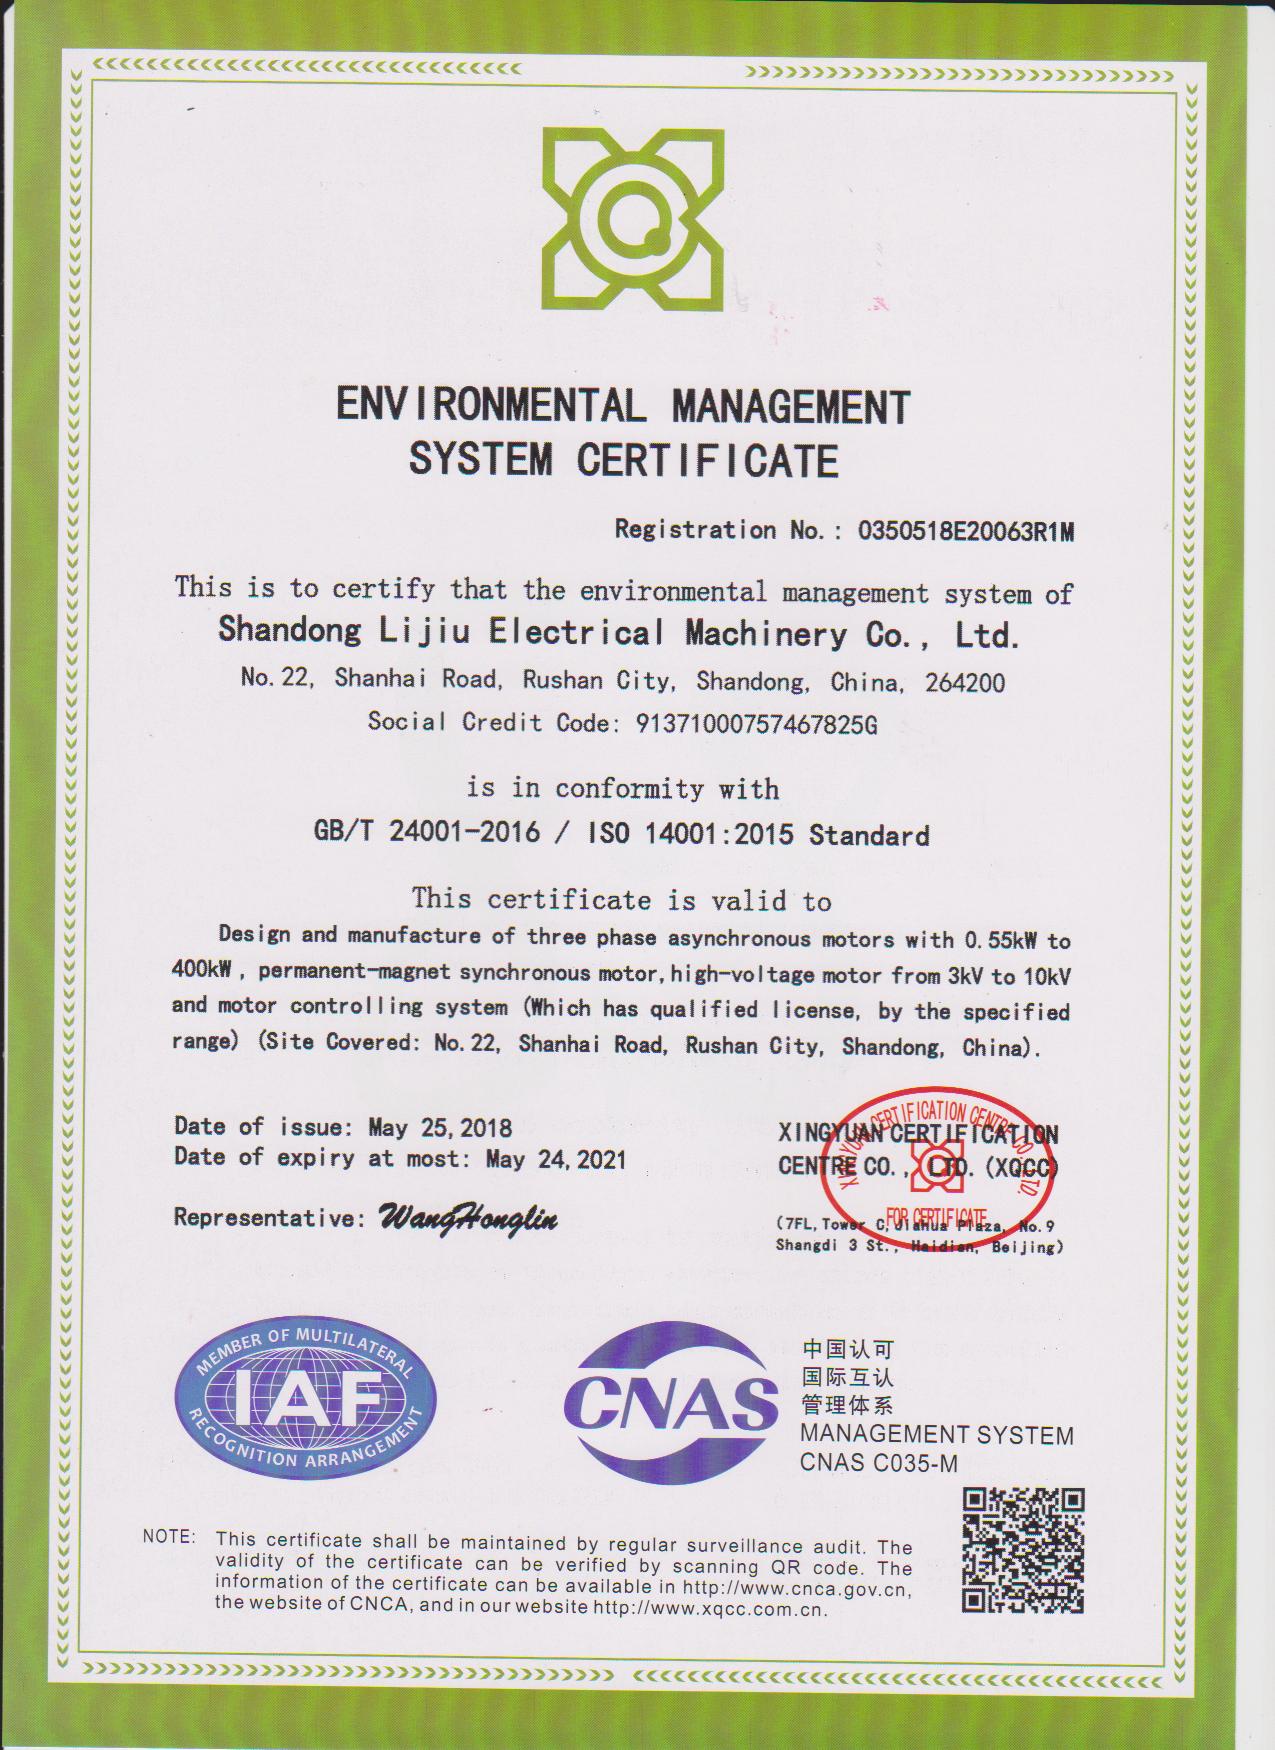 ENVIRONMENTAL MANAGEMENT
SYSTEM CERTIFICATE
Registration No.: 0350518E20063R1M
This is to certify that the environmental management system of
Shandong Lijiu Electrical Machinery Co., Ltd.
No.22, Shanhai Road, Rushan City, Shandong, China, 264200
Social Credit Code: 91371000757467825G
is in conformity with
GB/T 24001-2016 / ISO 14001:2015 Standard
This certificate is valid to
Design and manufacture of three phase asynchronous motors with 0.55kW to
400kW, permanent-magnet synchronous motor, high-voltage motor from 3kV to 10kV
and motor controlling system (Which has qualified license, by the specified
range) (Site Covered: No.22, Shanhai Road, Rushan City, Shandong, China).
Date of issue: May 25,2018
Date of expiry at most: May 24,2021
Representative: WangHonglin
XINGYUAN CERTIFICATION
CENTRE CO., LTD. (XQCC)
(7FL, Tower C, Jiahua Plaza, No.9
Shangdi 3 St., Haidian, Beijing)
XINGYUAN CERTIFICATION CENTRE CO. LTD.
FOR CERTIFICATE
MEMBER OF MULTILATERAL
IAF
RECOGNITION ARRANGEMENT
CNAS
中国认可
国际互认
管理体系
MANAGEMENT SYSTEM
CNAS C035-M
NOTE: This certificate shall be maintained by regular surveillance audit. The
validity of the certificate can be verified by scanning QR code. The
information of the certificate can be available in http://www.cnca.gov.cn,
the website of CNCA, and in our website http://www.xqcc.com.cn.